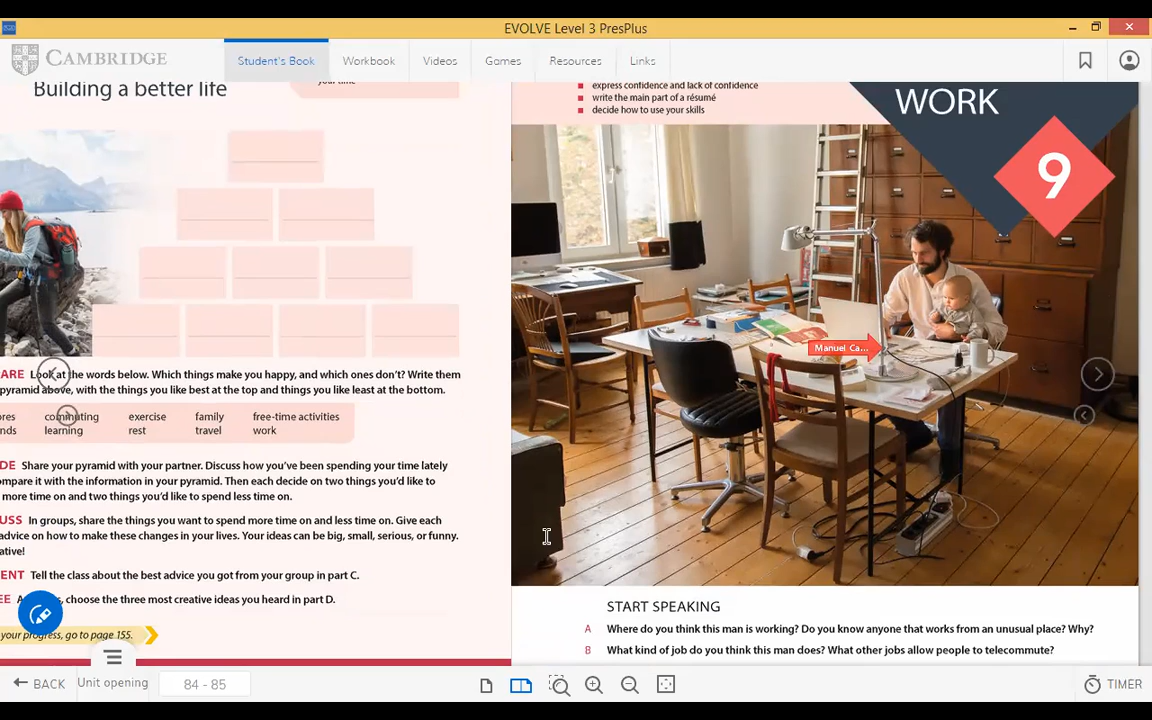 EVOLVE Level 3 PresPlus
CAMBRIDGE
Student's Book
Workbook
Videos
Games
Resources
Links
Building a better life
your time
ARE Look at the words below. Which things make you happy, and which ones don't? Write them
pyramid above, with the things you like best at the top and things you like least at the bottom.
ores commuting exercise family free-time activities
nds learning rest travel work
DE Share your pyramid with your partner. Discuss how you've been spending your time lately
ompare it with the information in your pyramid. Then each decide on two things you'd like to
more time on and two things you'd like to spend less time on.
USS In groups, share the things you want to spend more time on and less time on. Give each
advice on how to make these changes in your lives. Your ideas can be big, small, serious, or funny.
ative!
ENT Tell the class about the best advice you got from your group in part C.
EE choose the three most creative ideas you heard in part D.
your progress, go to page 155.
express confidence and lack of confidence
write the main part of a résumé
decide how to use your skills
WORK
9
Manuel Ca...
START SPEAKING
A Where do you think this man is working? Do you know anyone that works from an unusual place? Why?
B What kind of job do you think this man does? What other jobs allow people to telecommute?
BACK
Unit opening
84 - 85
TIMER